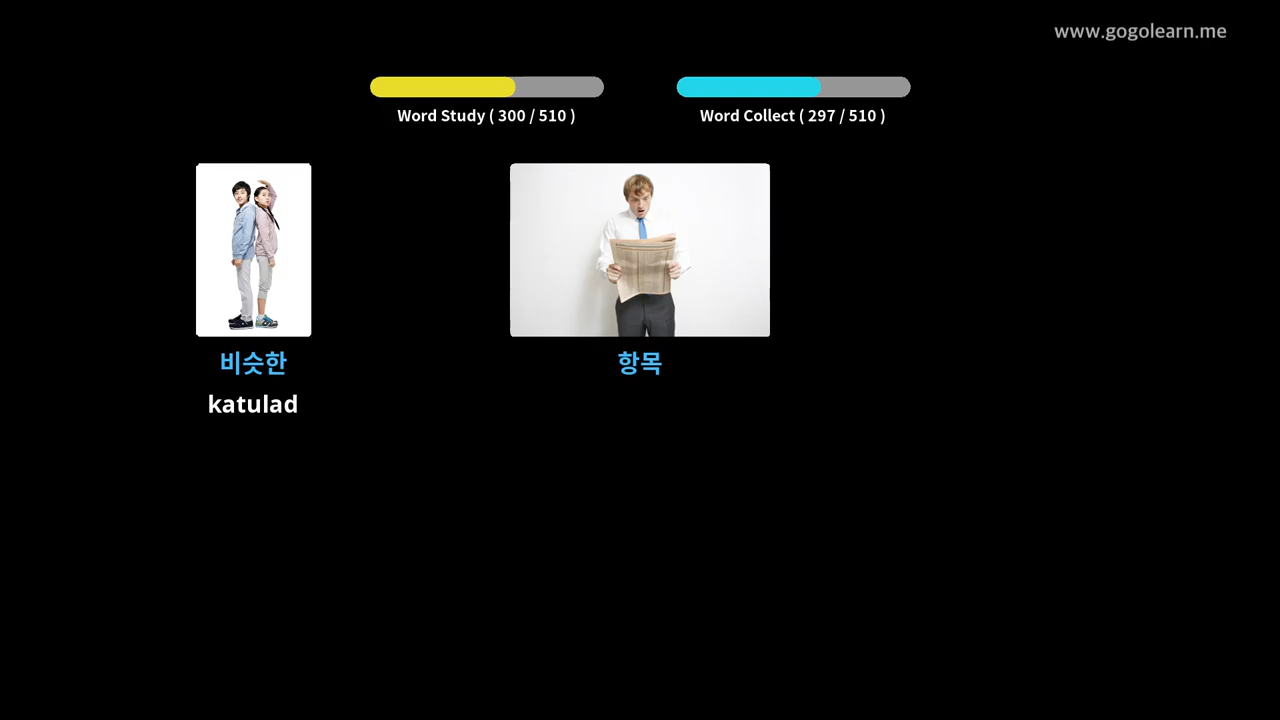 www.gogolearn.me
Word Study ( 300 / 510 )
Word Collect ( 297 / 510 )
비슷한
항목
katulad